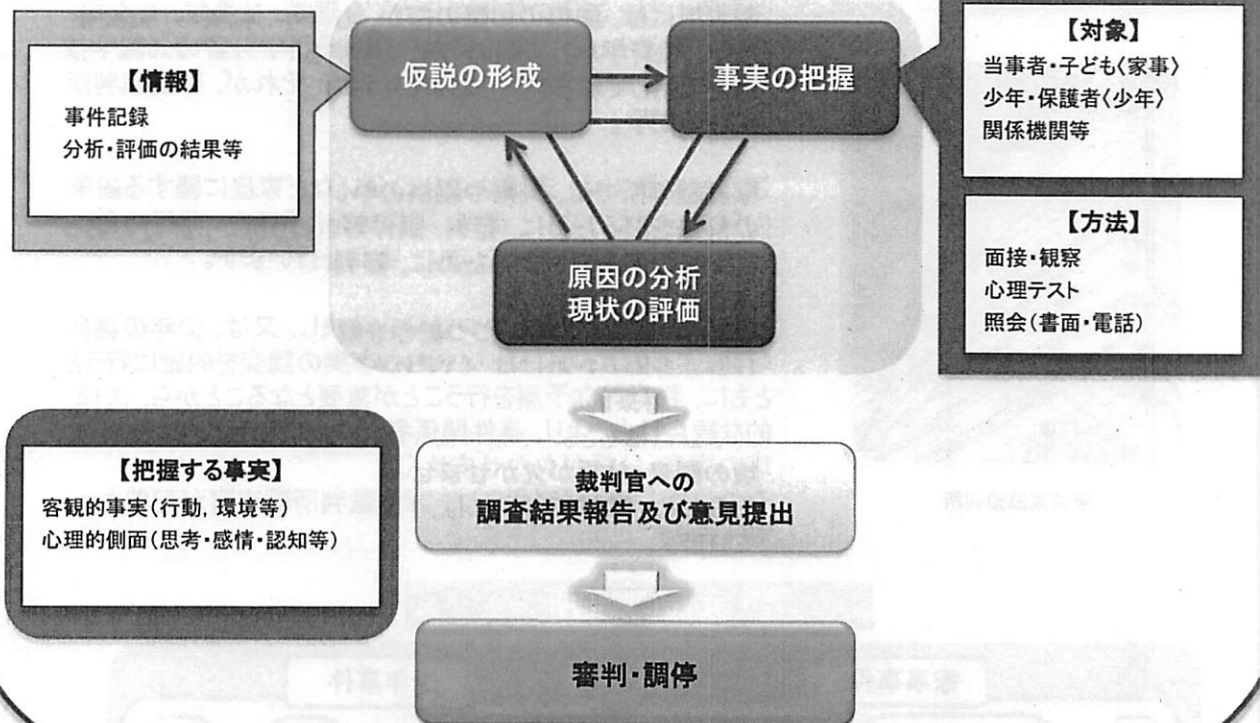 【情報】
事件記録
分析・評価の結果等
仮説の形成
事実の把握
【対象】
当事者・子ども〈家事〉
少年・保護者〈少年〉
関係機関等
【方法】
面接・観察
心理テスト
照会(書面・電話)
原因の分析
現状の評価
【把握する事実】
客観的事実(行動, 環境等)
心理的側面(思考・感情・認知等)
裁判官への
調査結果報告及び意見提出
審判・調停